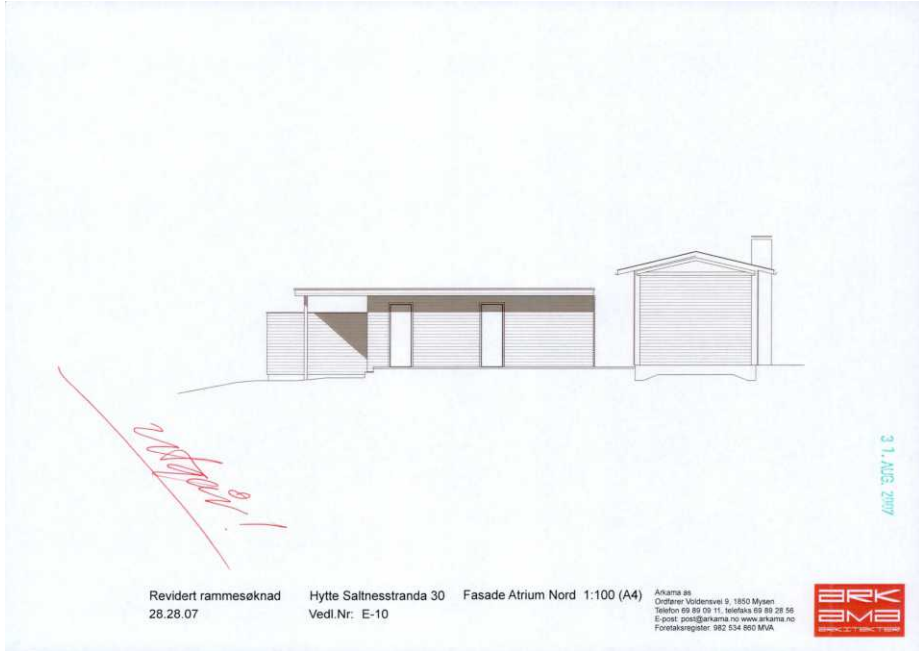 utgår!
31. AUG. 2007
Revidert rammesøknad
28.28.07
Hytte Saltnesstranda 30
Vedl.Nr: E-10
Fasade Atrium Nord 1:100 (A4)
Arkama as
Ordfører Voldensvei 9, 1850 Mysen
Telefon 69 89 09 11, telefaks 69 89 28 56
E-post: post@arkama.no www.arkama.no
Foretaksregister: 982 534 860 MVA
ARK
AMA
ARKITEKTER